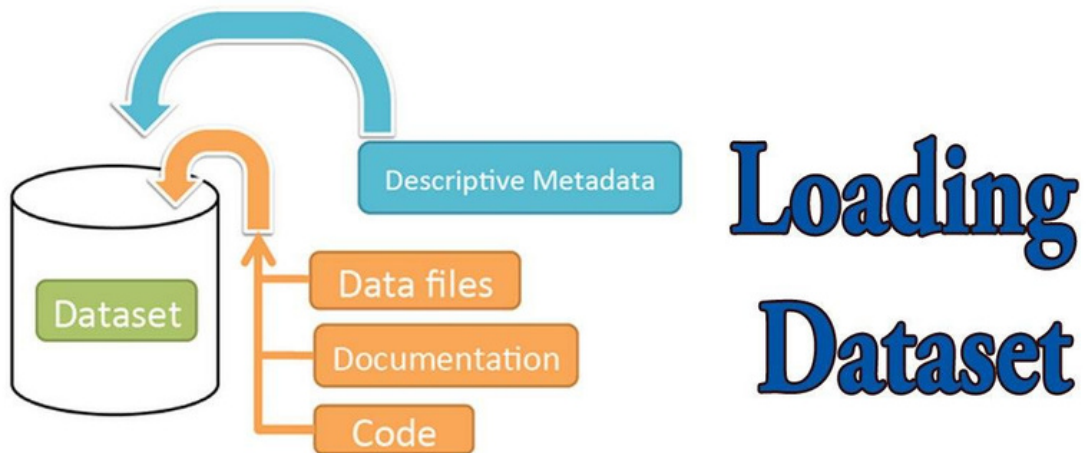 Descriptive Metadata
Dataset
Data files
Documentation
Code
Loading
Dataset